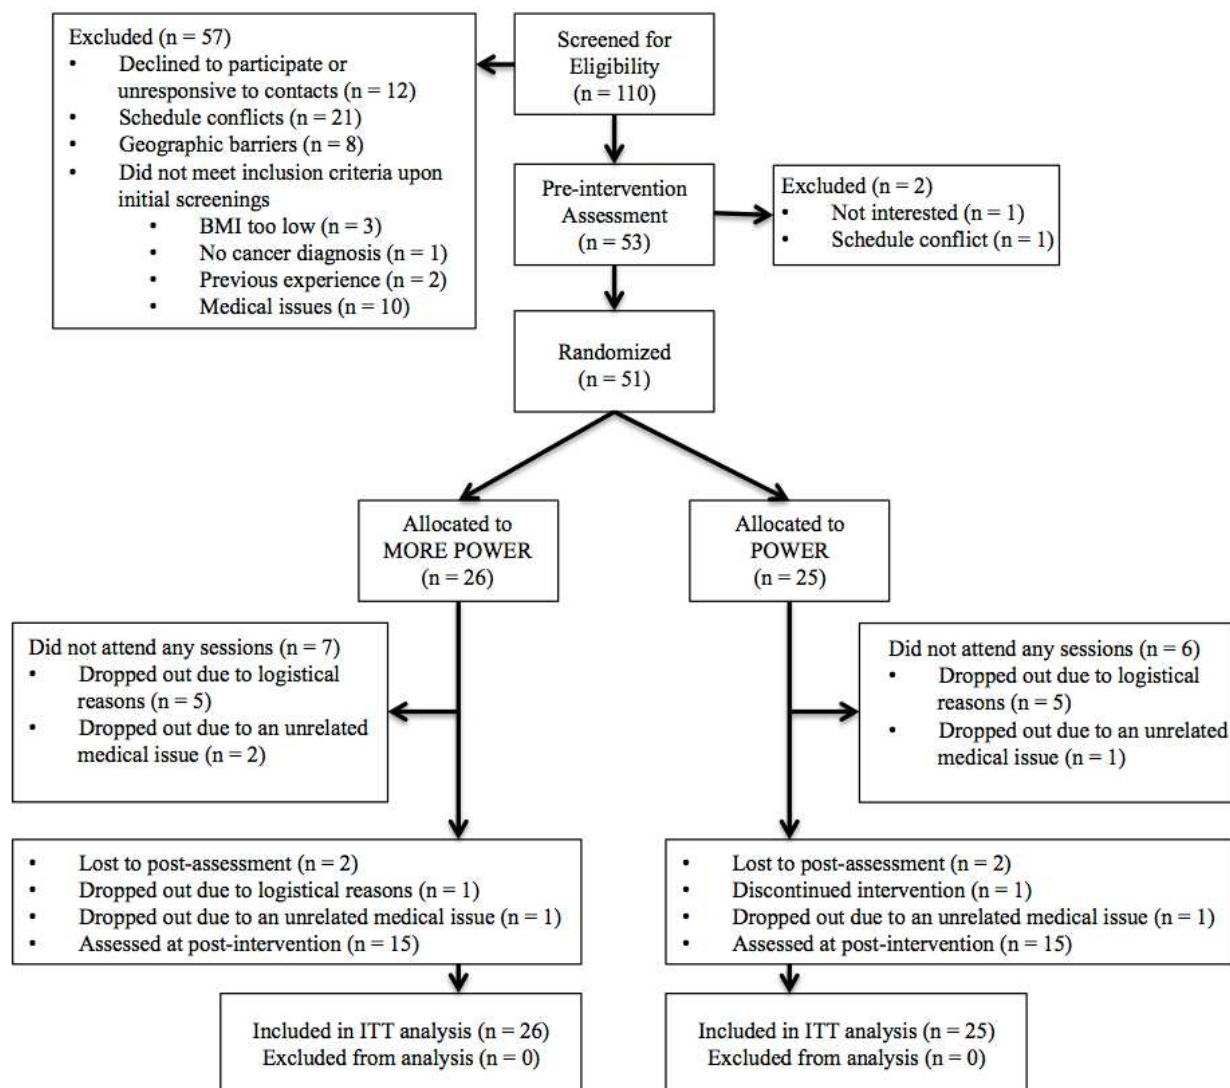 Excluded (n = 57)
• Declined to participate or
unresponsive to contacts (n = 12)
• Schedule conflicts (n = 21)
• Geographic barriers (n = 8)
• Did not meet inclusion criteria upon
initial screenings
• BMI too low (n = 3)
• No cancer diagnosis (n = 1)
• Previous experience (n = 2)
• Medical issues (n = 10)
Screened for
Eligibility
(n = 110)
Pre-intervention
Assessment
(n = 53)
Excluded (n = 2)
• Not interested (n = 1)
• Schedule conflict (n = 1)
Randomized
(n = 51)
Allocated to
MORE POWER
(n = 26)
Allocated to
POWER
(n = 25)
Did not attend any sessions (n = 7)
• Dropped out due to logistical
reasons (n = 5)
• Dropped out due to an unrelated
medical issue (n = 2)
Did not attend any sessions (n = 6)
• Dropped out due to logistical
reasons (n = 5)
• Dropped out due to an unrelated
medical issue (n = 1)
• Lost to post-assessment (n = 2)
• Dropped out due to logistical reasons (n = 1)
• Dropped out due to an unrelated medical issue (n = 1)
• Assessed at post-intervention (n = 15)
• Lost to post-assessment (n = 2)
• Discontinued intervention (n = 1)
• Dropped out due to an unrelated medical issue (n = 1)
• Assessed at post-intervention (n = 15)
Included in ITT analysis (n = 26)
Excluded from analysis (n = 0)
Included in ITT analysis (n = 25)
Excluded from analysis (n = 0)